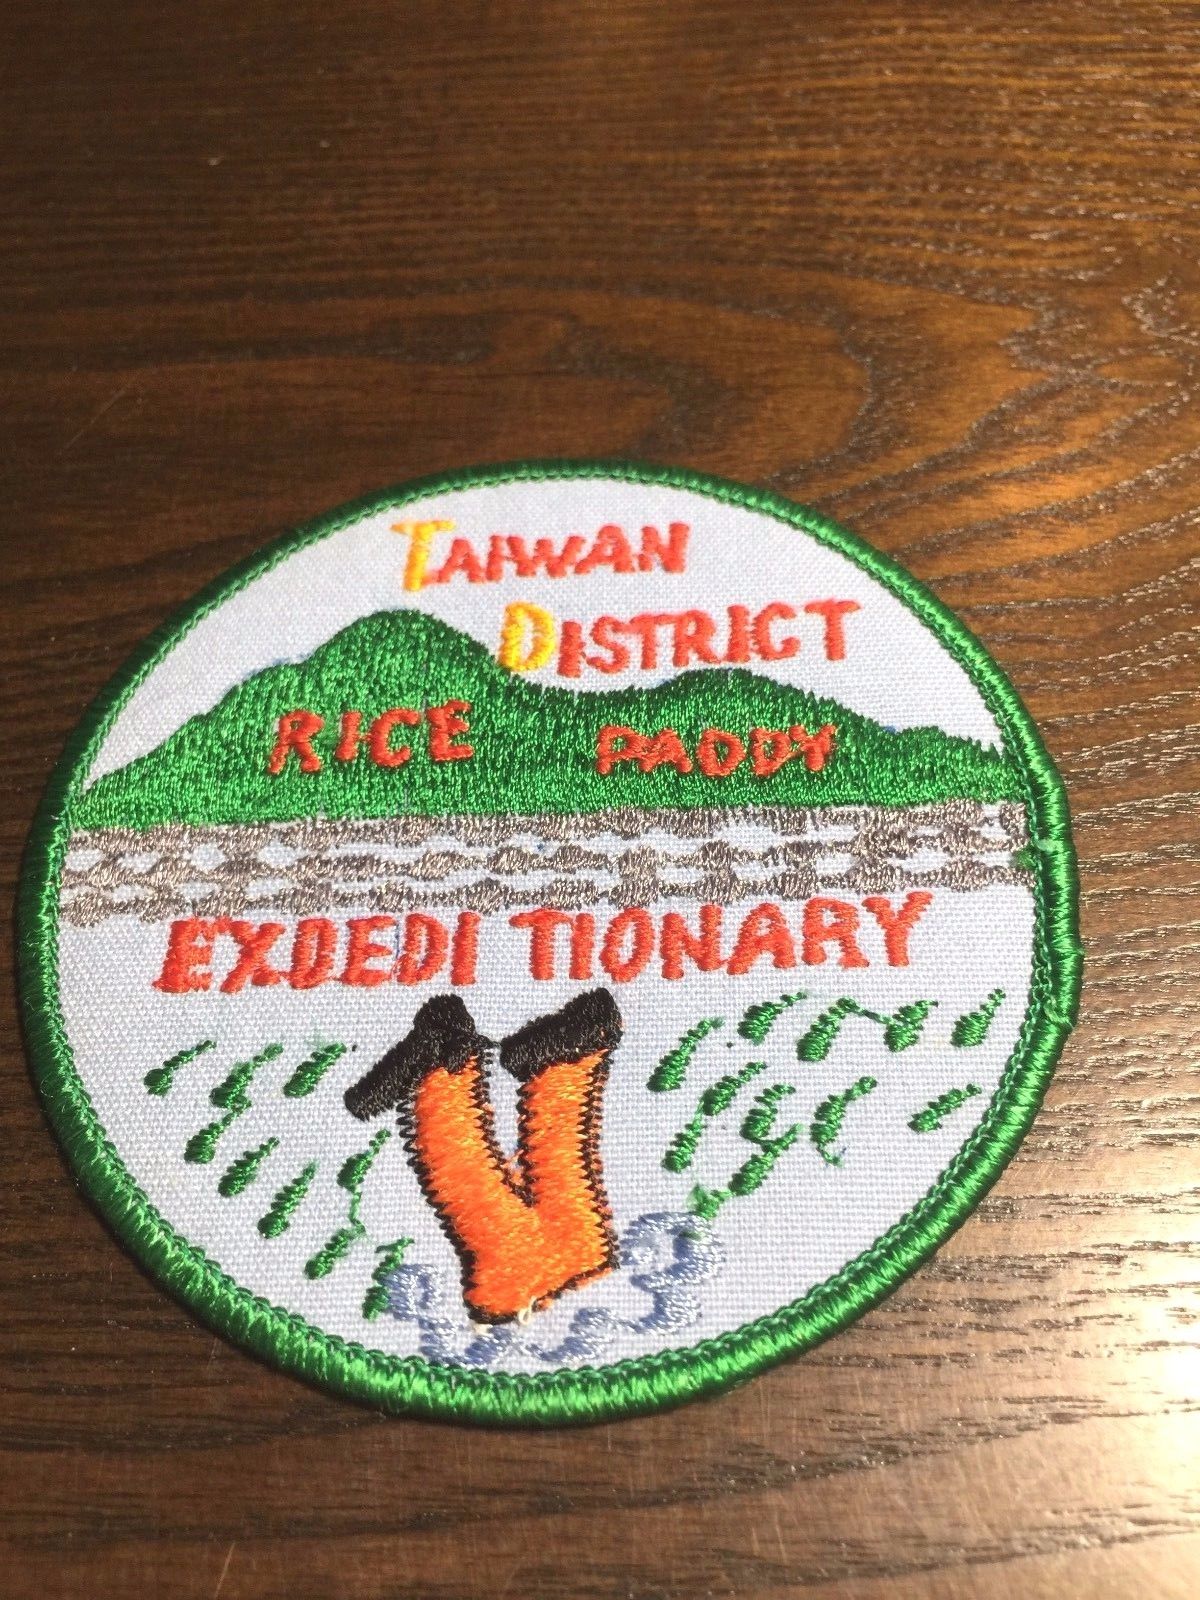 TAIWAN
DISTRICT
RICE PADDY
EXDEDITIONARY